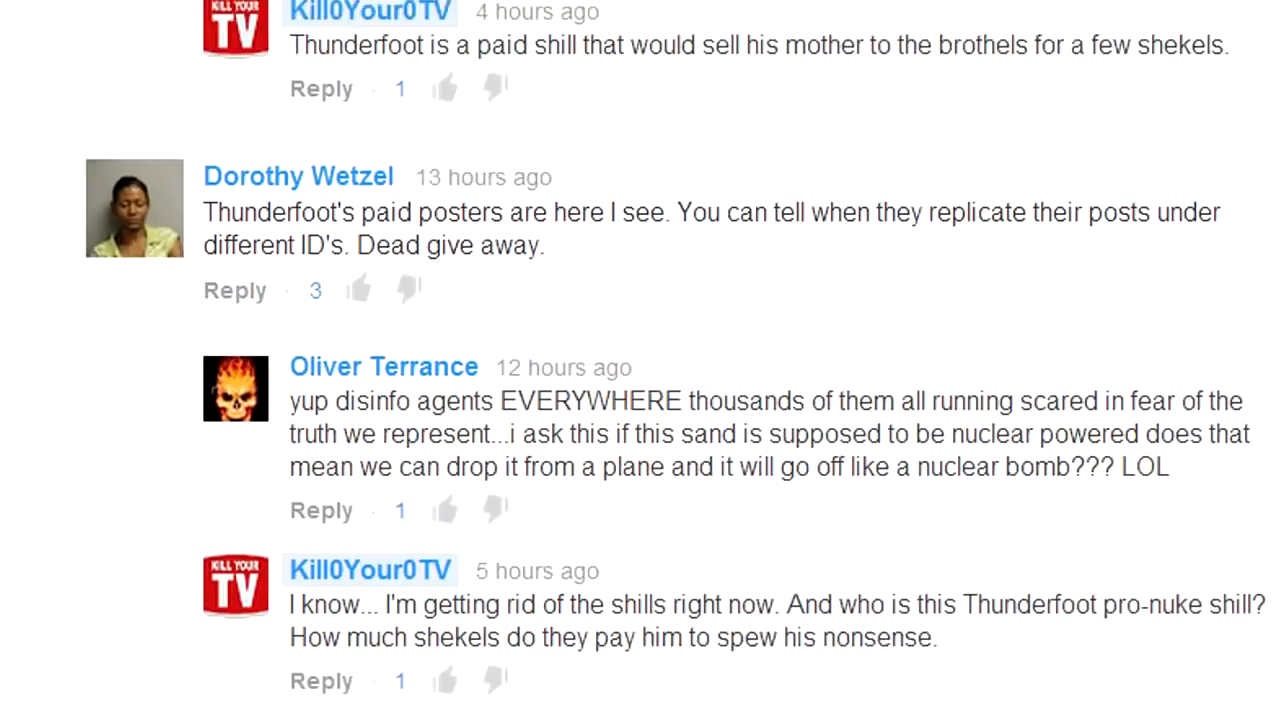 KILL YOUR
TV
Kill0Your0TV 4 hours ago
Thunderfoot is a paid shill that would sell his mother to the brothels for a few shekels.
Reply · 1
Dorothy Wetzel 13 hours ago
Thunderfoot's paid posters are here I see. You can tell when they replicate their posts under
different ID's. Dead give away.
Reply · 3
Oliver Terrance 12 hours ago
yup disinfo agents EVERYWHERE thousands of them all running scared in fear of the
truth we represent...i ask this if this sand is supposed to be nuclear powered does that
mean we can drop it from a plane and it will go off like a nuclear bomb??? LOL
Reply · 1
KILL YOUR
TV
Kill0Your0TV 5 hours ago
I know... I'm getting rid of the shills right now. And who is this Thunderfoot pro-nuke shill?
How much shekels do they pay him to spew his nonsense.
Reply · 1